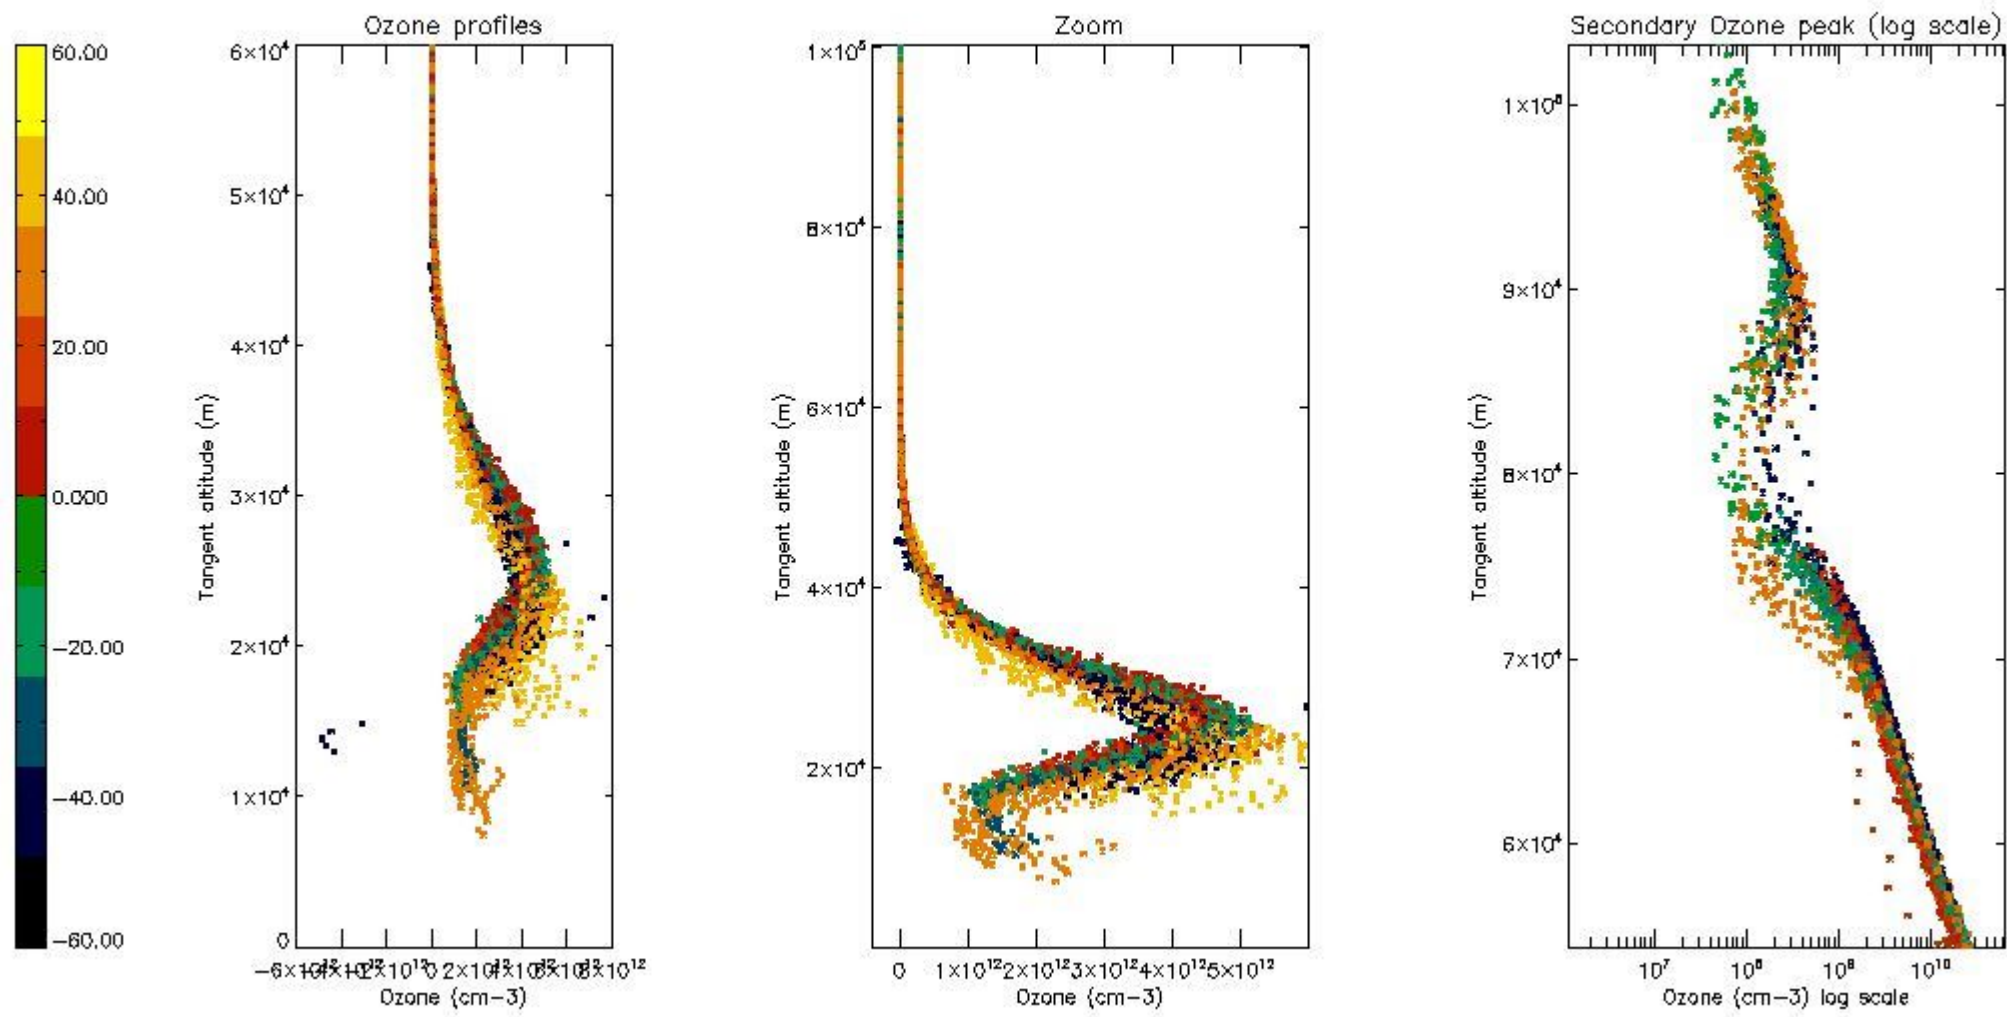 Ozone profiles
Zoom
Secondary Ozone peak (log scale)
60.00
40.00
20.00
-20.00
-40.00
-60.00
6×10⁴
5×10⁴
4×10⁴
3×10⁴
2×10⁴
1×10⁴
0
Tangent altitude (m)
0
8×10¹²
Ozone (cm-3)
1×10⁵
8×10⁴
6×10⁴
4×10⁴
2×10⁴
Tangent altitude (m)
0 1×10¹² 2×10¹² 3×10¹² 4×10¹² 5×10¹²
Ozone (cm-3)
9×10⁴
8×10⁴
7×10⁴
6×10⁴
Tangent altitude (m)
10⁷ 10⁸ 10⁹ 10¹⁰
Ozone (cm-3) log scale